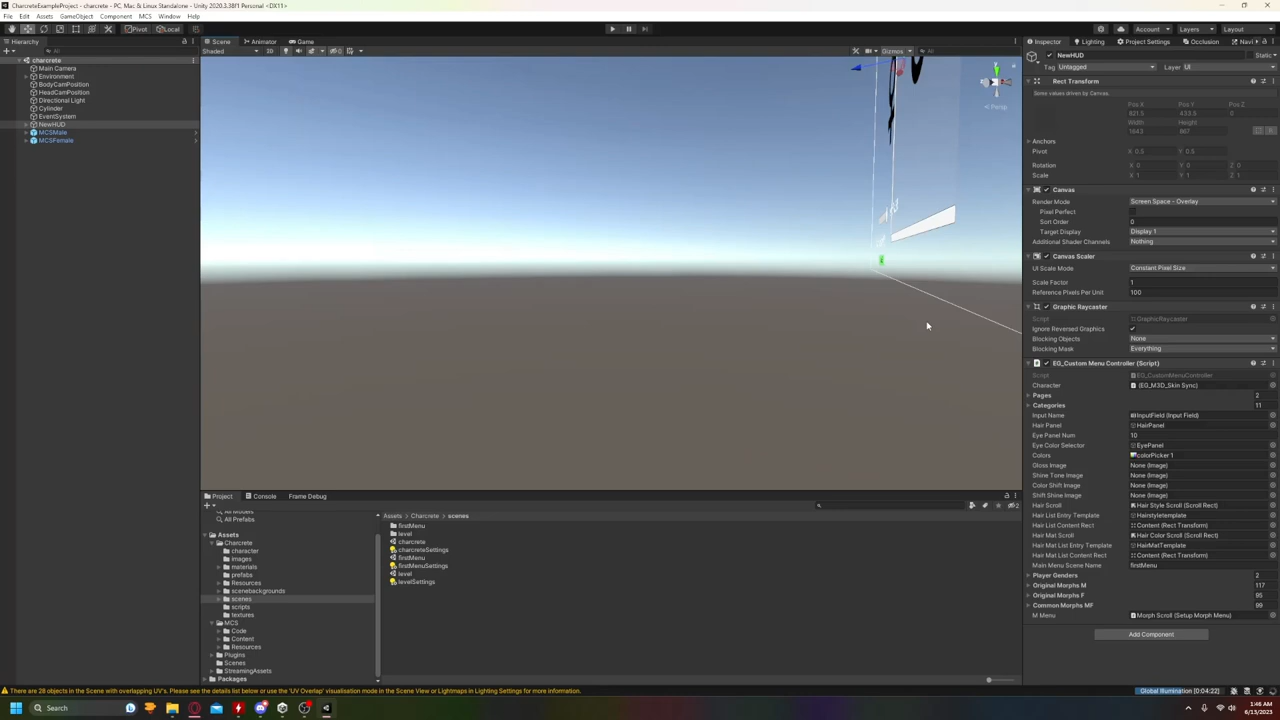 CharcreteExampleProject - charcrete - PC, Mac & Linux Standalone - Unity 2020.3.38f1 Personal <DX11>
File Edit Assets GameObject Component MCS Window Help
Pivot Local Account Layers Layout
Hierarchy
All
charcrete
Main Camera
Environment
BodyCamPosition
HeadCamPosition
Directional Light
Cylinder
EventSystem
NewHUD
MCSMale
MCSFemale
Scene Animator Game
Shaded 2D 0 Gizmos All
Persp
Inspector Lighting Project Settings Occlusion Navi
NewHUD Static
Tag Untagged Layer UI
Rect Transform
Some values driven by Canvas.
Pos X Pos Y Pos Z
821.5 433.5 0
Width Height
1643 867
Anchors
Pivot X 0.5 Y 0.5
Rotation X 0 Y 0 Z 0
Scale X 1 Y 1 Z 1
Canvas
Render Mode Screen Space - Overlay
Pixel Perfect
Sort Order 0
Target Display Display 1
Additional Shader Channels Nothing
Canvas Scaler
UI Scale Mode Constant Pixel Size
Scale Factor 1
Reference Pixels Per Unit 100
Graphic Raycaster
Script GraphicRaycaster
Ignore Reversed Graphics
Blocking Objects None
Blocking Mask Everything
EG_Custom Menu Controller (Script)
Script EG_CustomMenuController
Character (EG_M3D_Skin Sync)
Pages 2
Categories 11
Input Name InputField (Input Field)
Hair Panel HairPanel
Eye Panel Num 10
Eye Color Selector EyePanel
Colors colorPicker 1
Gloss Image None (Image)
Shine Tone Image None (Image)
Color Shift Image None (Image)
Shift Shine Image None (Image)
Hair Scroll Hair Style Scroll (Scroll Rect)
Hair List Entry Template Hairstyletemplate
Hair List Content Rect Content (Rect Transform)
Hair Mat Scroll Hair Color Scroll (Scroll Rect)
Hair Mat List Entry Template HairMatTemplate
Hair Mat List Content Rect Content (Rect Transform)
Main Menu Scene Name firstMenu
Player Genders 2
Original Morphs M 117
Original Morphs F 95
Common Morphs MF 99
M Menu Morph Scroll (Setup Morph Menu)
Add Component
Project Console Frame Debug
All Models
All Prefabs
Assets
Charcrete
character
images
materials
prefabs
Resources
scenebackgrounds
scenes
scripts
textures
MCS
Code
Content
Resources
Plugins
Scenes
StreamingAssets
Packages
Assets > Charcrete > scenes
firstMenu
level
charcrete
charcreteSettings
firstMenu
firstMenuSettings
level
levelSettings
There are 28 objects in the Scene with overlapping UV's. Please see the details list below or use the 'UV Overlap' visualisation mode in the Scene View or Lightmaps in Lighting Settings for more information.
Global Illumination [0:04:22]
Search
1:46 AM
6/13/2023